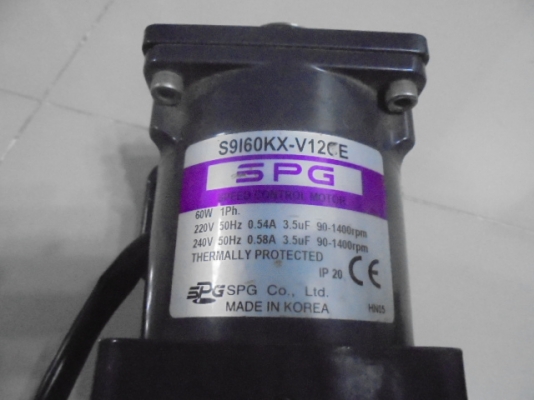 S9I60KX-V12CE
SPG
SPEED CONTROL MOTOR
60W 1Ph.
220V 50Hz 0.54A 3.5uF 90-1400rpm
240V 50Hz 0.58A 3.5uF 90-1400rpm
THERMALLY PROTECTED
IP 20 CE
SPG SPG Co., Ltd.
MADE IN KOREA